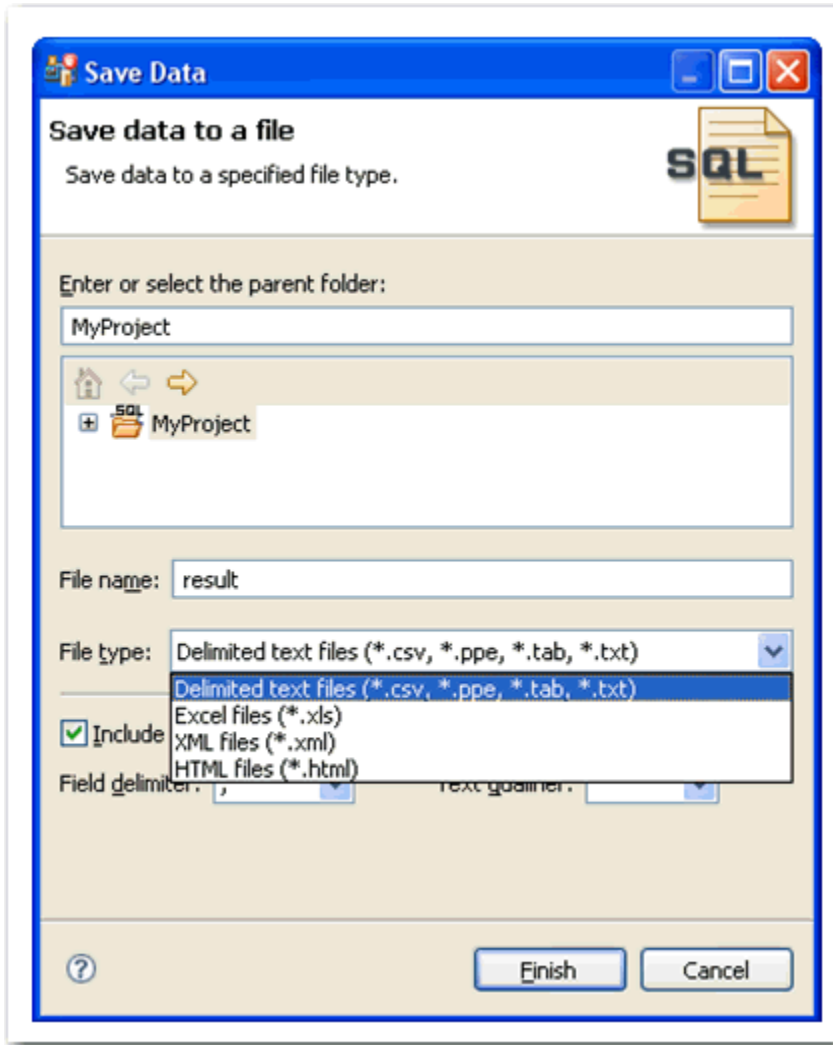 Save Data
Save data to a file
Save data to a specified file type.
SQL
Enter or select the parent folder:
MyProject
SQL
MyProject
File name: result
File type: Delimited text files (*.csv, *.ppe, *.tab, *.txt)
Delimited text files (*.csv, *.ppe, *.tab, *.txt)
Excel files (*.xls)
Include
XML files (*.xml)
HTML files (*.html)
Field delimiter: , Text qualifier:
Finish Cancel